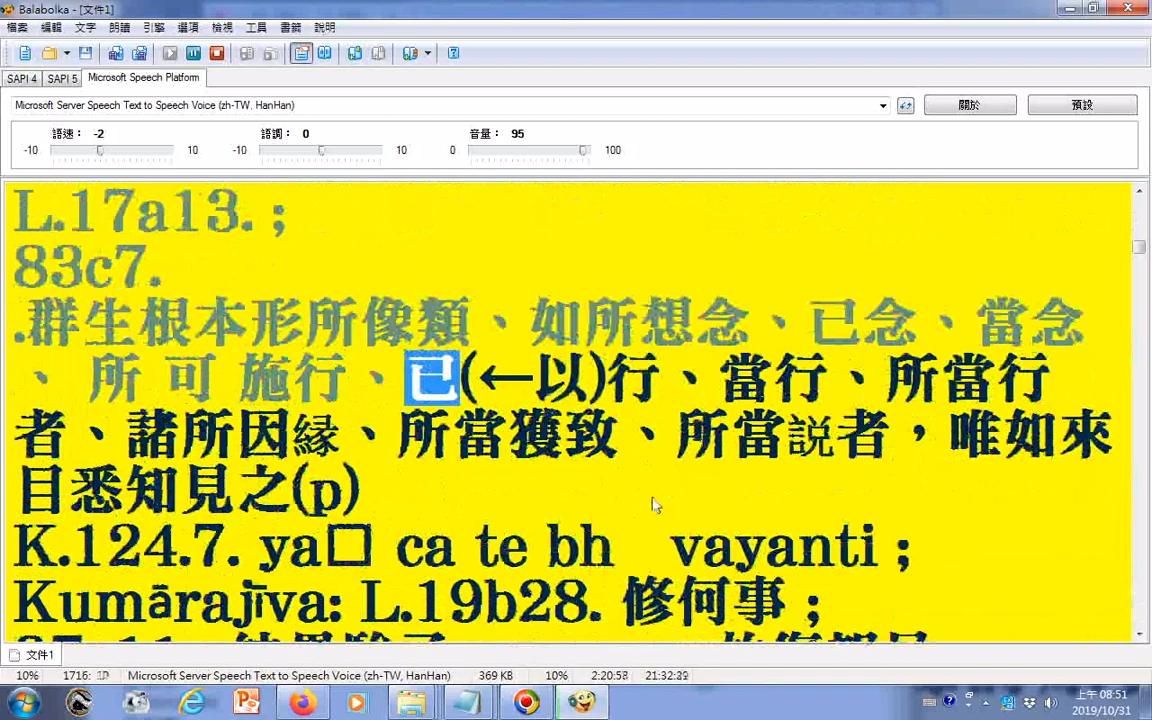 Balabolka - [文件1]
檔案 編輯 文字 朗讀 引擎 選項 檢視 工具 書籤 說明
SAPI 4 SAPI 5 Microsoft Speech Platform
Microsoft Server Speech Text to Speech Voice (zh-TW, HanHan) 關於 預設
語速： -2 語調： 0 音量： 95
-10 10 -10 10 0 100
L.17a13. ;
83c7.
.群生根本形所像類、如所想念、已念、當念
、 所 可 施行、已(←以)行、當行、所當行
者、諸所因縁、所當獲致、所當説者，唯如來
目悉知見之(p)
K.124.7. ya□ ca te bh vayanti ;
Kumārajīva: L.19b28. 修何事 ;
文件1
10% 1716: 1D Microsoft Server Speech Text to Speech Voice (zh-TW, HanHan) 369 KB 10% 2:20:58 21:32:39
上午 08:51
2019/10/31